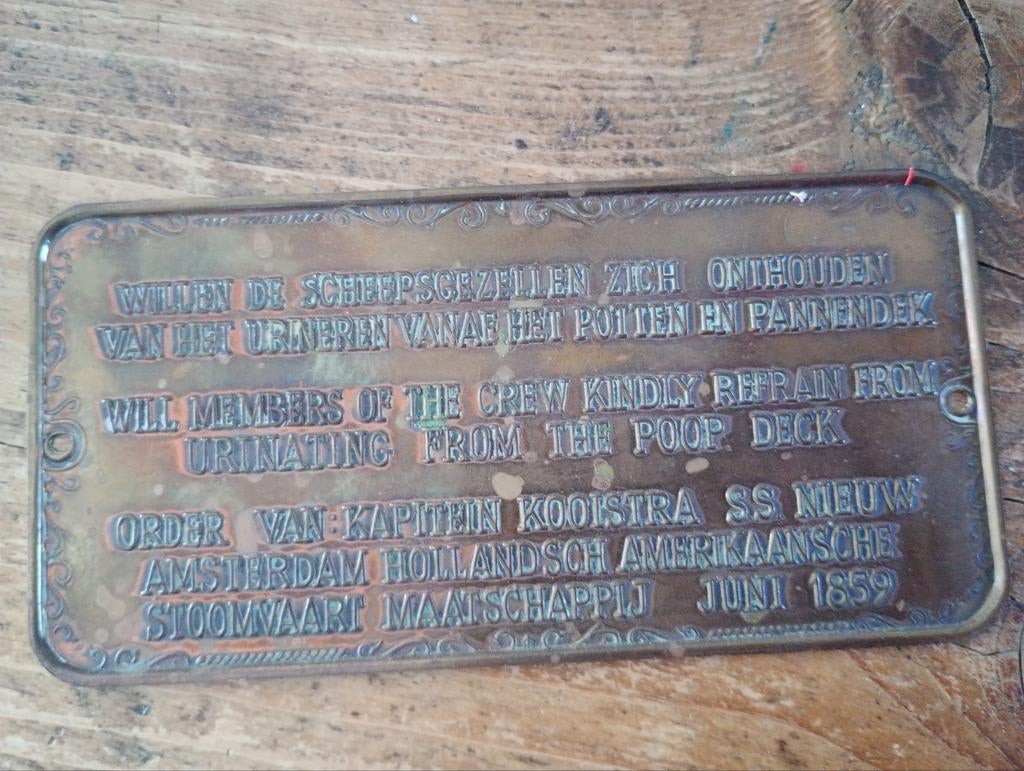 WILLEN DE SCHEEPSGEZELLEN ZICH ONTHOUDEN
VAN HET URINEREN VANAF HET POTTEN EN PANNENDEK
WILL MEMBERS OF THE CREW KINDLY REFRAIN FROM
URINATING FROM THE POOP DECK
ORDER VAN: KAPITEIN KOOISTRA SS NIEUW
AMSTERDAM HOLLANDSCH AMERIKAANSCHE
STOOMVAART MAATSCHAPPIJ JUNI 1859